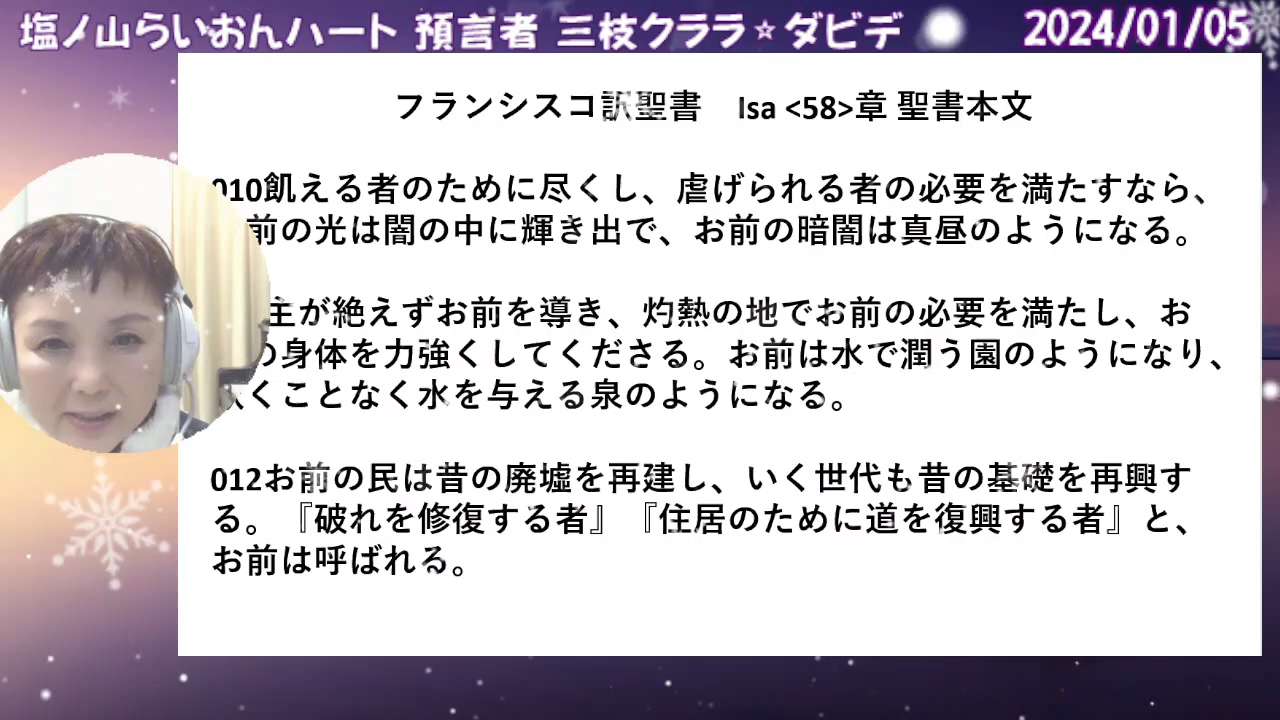 塩ノ山らいおんハート 預言者 三枝クララ☆ダビデ 2024/01/05
フランシスコ訳聖書 Isa <58>章 聖書本文
010飢える者のために尽くし、虐げられる者の必要を満たすなら、
前の光は闇の中に輝き出で、お前の暗闇は真昼のようになる。
主が絶えずお前を導き、灼熱の地でお前の必要を満たし、お
の身体を力強くしてくださる。お前は水で潤う園のようになり、
くことなく水を与える泉のようになる。
012お前の民は昔の廃墟を再建し、いく世代も昔の基礎を再興す
る。『破れを修復する者』『住居のために道を復興する者』と、
お前は呼ばれる。